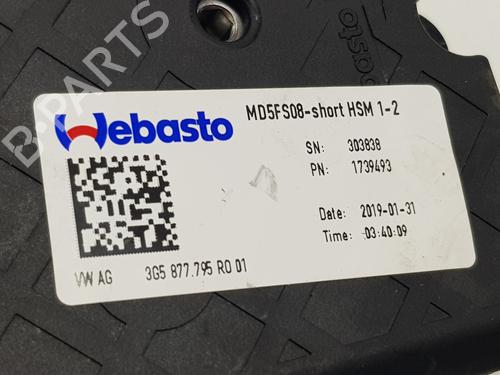 B-PARTS
Webasto
Webasto
MD5FS08-short HSM 1-2
SN: 303838
PN: 1739493
Date: 2019-01-31
Time: 03:40:09
VW AG 3G5 877.795 R0 01